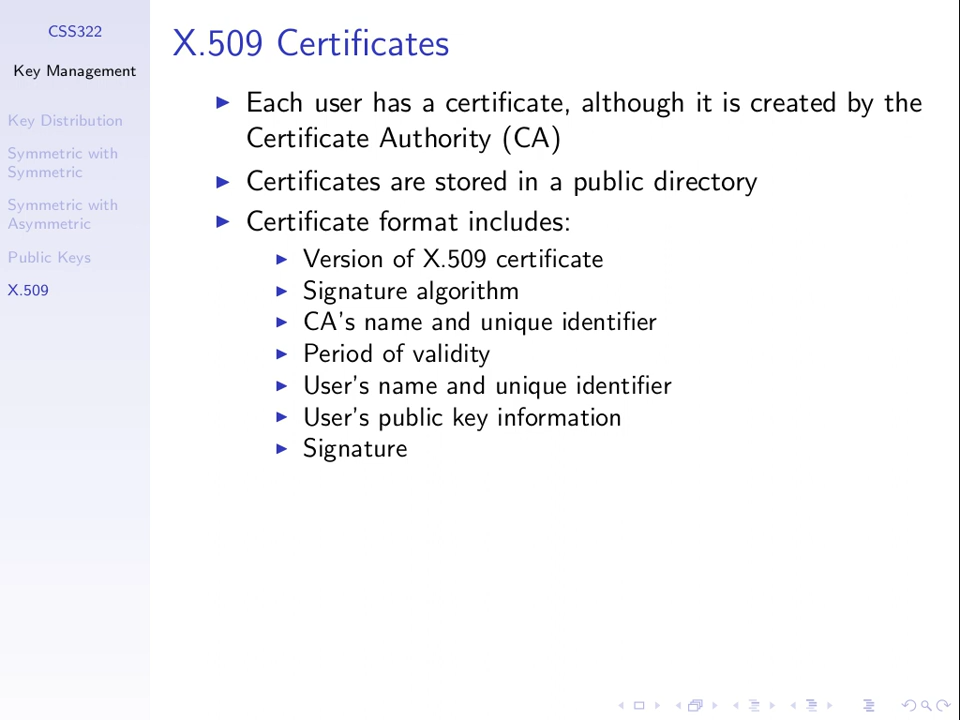 CSS322
Key Management
Key Distribution
Symmetric with
Symmetric
Symmetric with
Asymmetric
Public Keys
X.509
X.509 Certificates
Each user has a certificate, although it is created by the
Certificate Authority (CA)
Certificates are stored in a public directory
Certificate format includes:
Version of X.509 certificate
Signature algorithm
CA's name and unique identifier
Period of validity
User's name and unique identifier
User's public key information
Signature